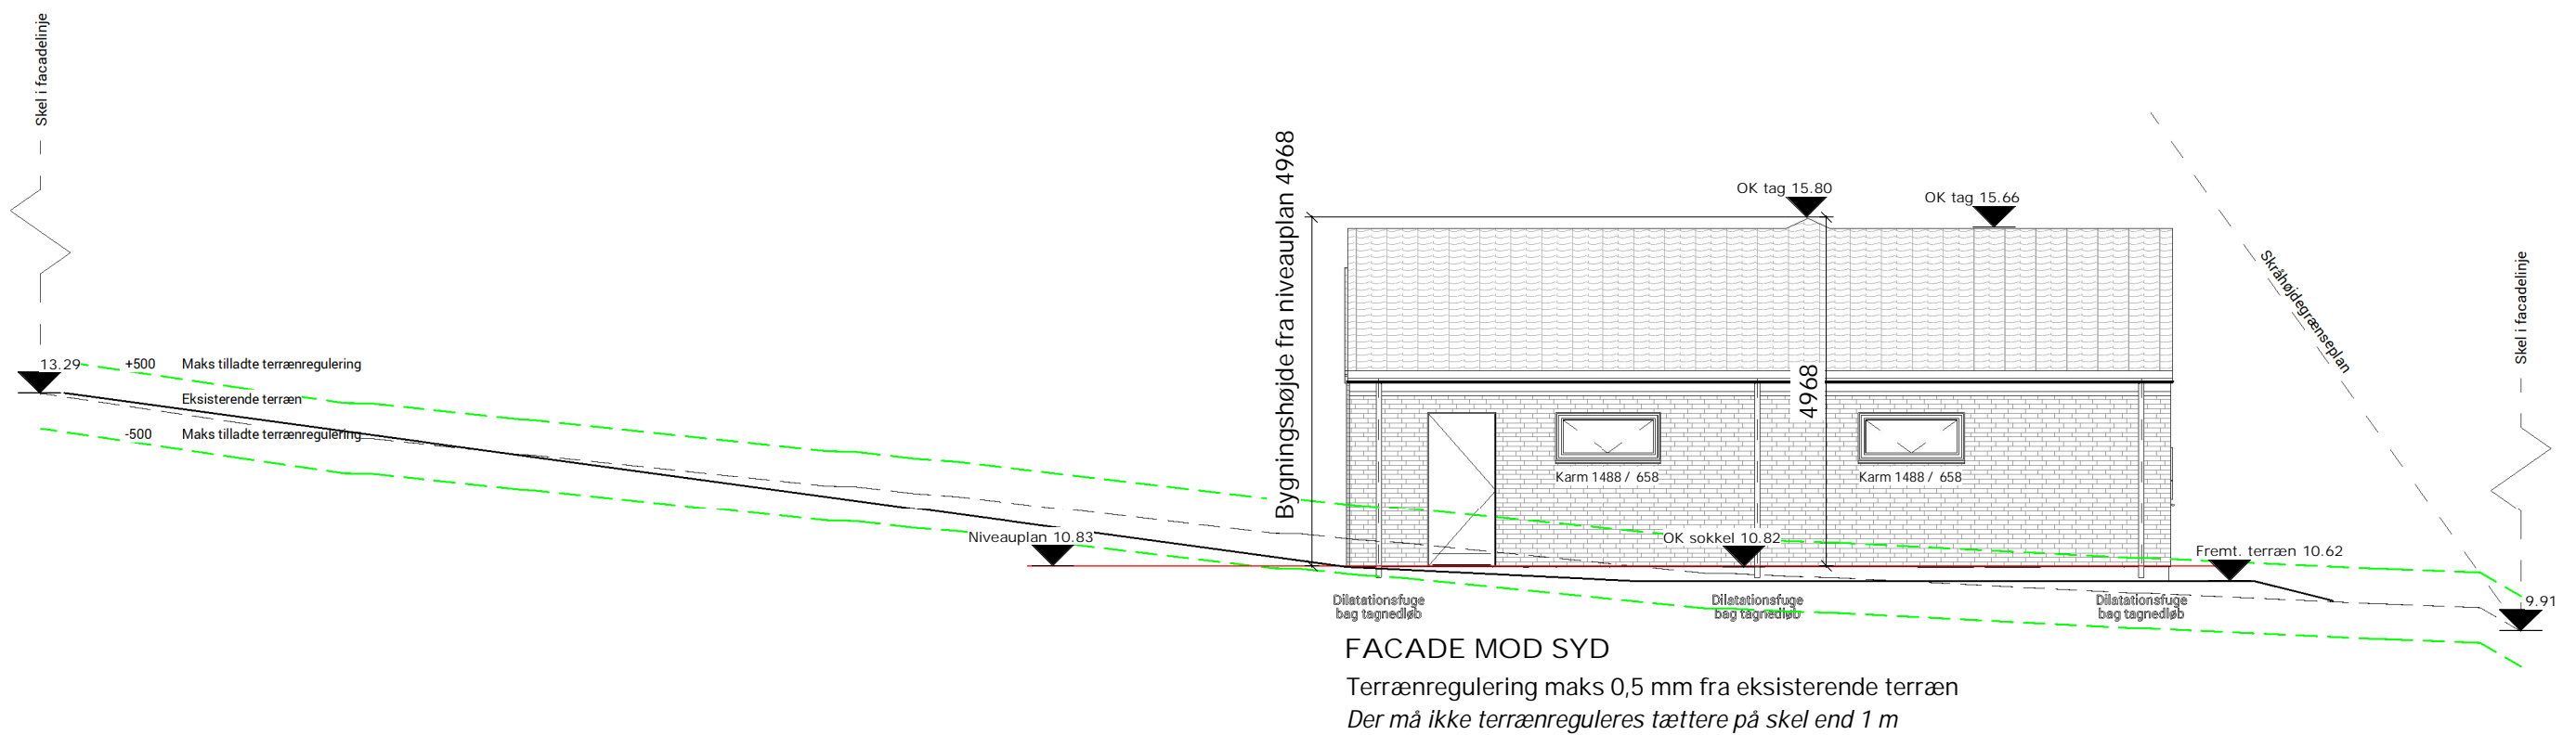 Skel i facadelinje
Bygningshøjde fra niveauplan 4968
OK tag 15.80
OK tag 15.66
Skråhøjdegrænseplan
Skel i facadelinje
13.29
+500 Maks tilladte terrænregulering
Eksisterende terræn
-500 Maks tilladte terrænregulering
4968
Karm 1488 / 658
Karm 1488 / 658
Niveauplan 10.83
OK sokkel 10.82
Fremt. terræn 10.62
9.91
Dilatationsfuge
bag tagnedløb
Dilatationsfuge
bag tagnedløb
Dilatationsfuge
bag tagnedløb
FACADE MOD SYD
Terrænregulering maks 0,5 mm fra eksisterende terræn
Der må ikke terrænreguleres tættere på skel end 1 m